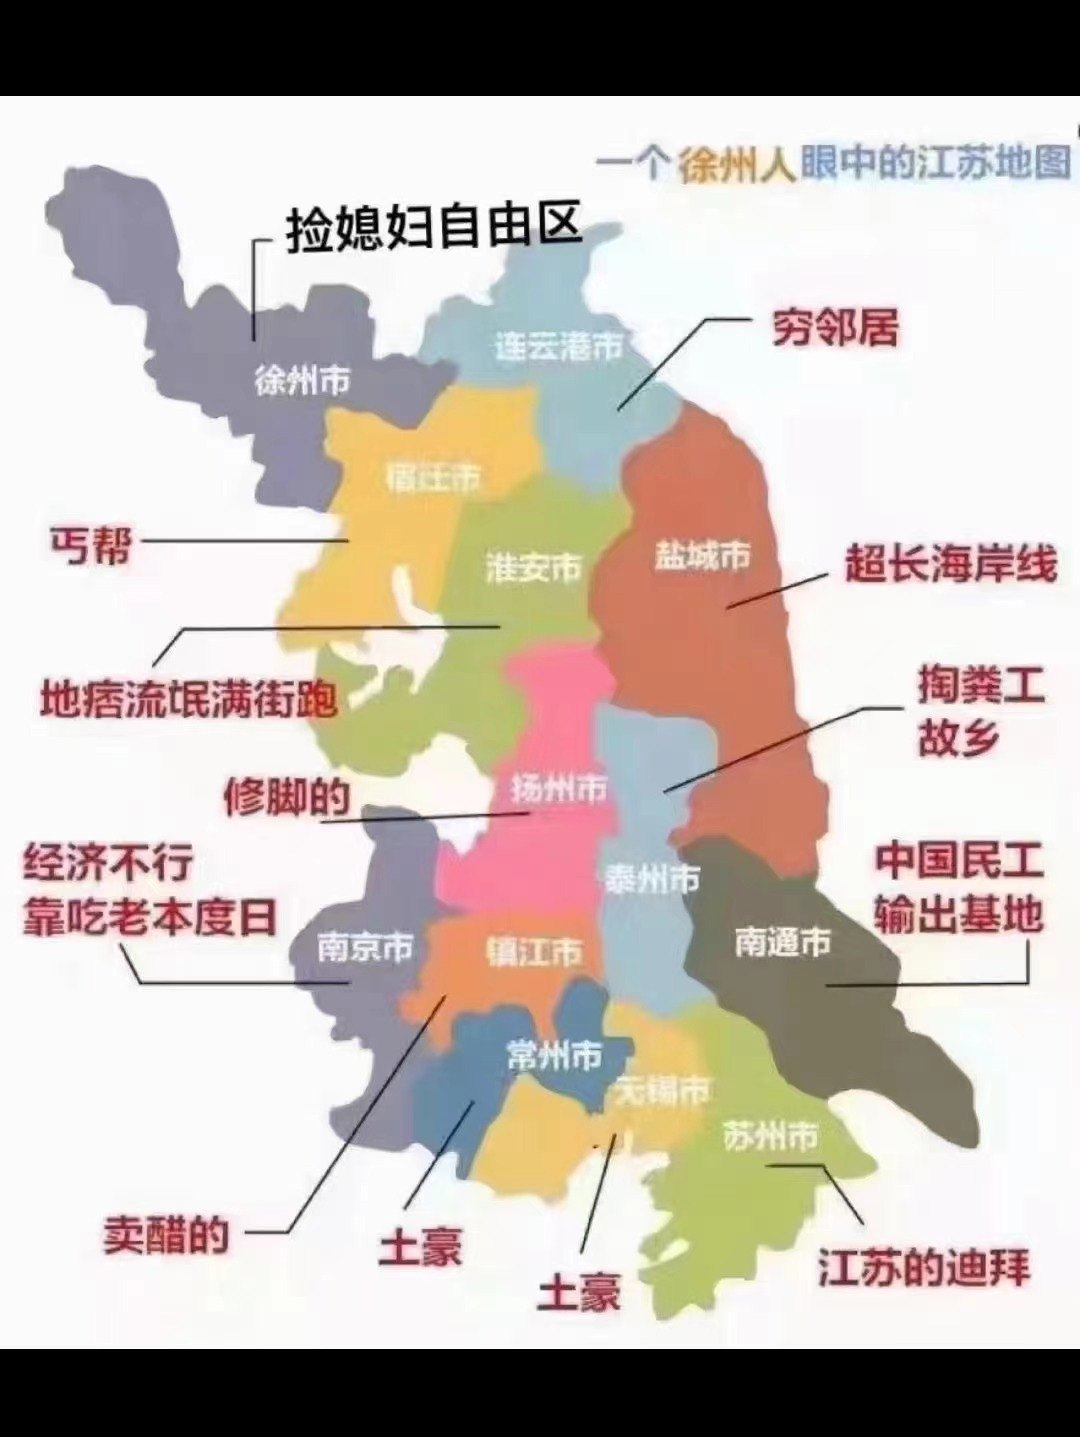 一个徐州人眼中的江苏地图
捡媳妇自由区
穷邻居
连云港市
徐州市
宿迁市
丐帮
淮安市
盐城市
超长海岸线
地痞流氓满街跑
掏粪工
故乡
修脚的
扬州市
经济不行
靠吃老本度日
泰州市
中国民工
输出基地
南京市
镇江市
南通市
常州市
无锡市
苏州市
卖醋的
土豪
土豪
江苏的迪拜